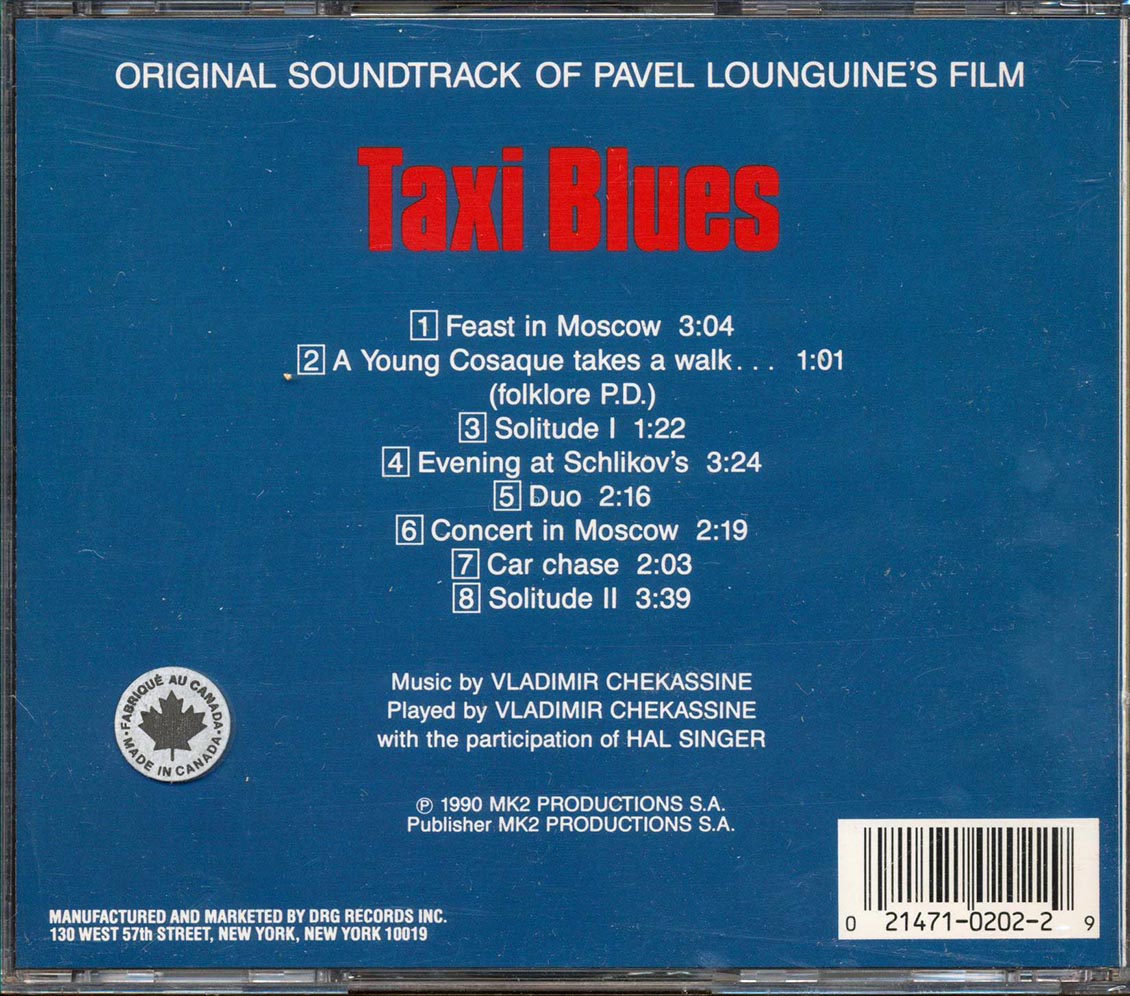 ORIGINAL SOUNDTRACK OF PAVEL LOUNGUINE'S FILM
Taxi Blues
1 Feast in Moscow 3:04
2 A Young Cosaque takes a walk... 1:01
(folklore P.D.)
3 Solitude I 1:22
4 Evening at Schlikov's 3:24
5 Duo 2:16
6 Concert in Moscow 2:19
7 Car chase 2:03
8 Solitude II 3:39
FABRIQUÉ AU CANADA
MADE IN CANADA
Music by VLADIMIR CHEKASSINE
Played by VLADIMIR CHEKASSINE
with the participation of HAL SINGER
℗ 1990 MK2 PRODUCTIONS S.A.
Publisher MK2 PRODUCTIONS S.A.
MANUFACTURED AND MARKETED BY DRG RECORDS INC.
130 WEST 57th STREET, NEW YORK, NEW YORK 10019
0 21471-0202-2 9